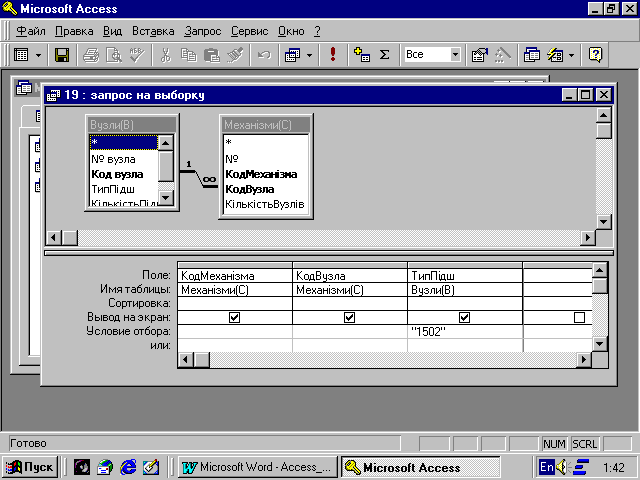 Microsoft Access
Файл Правка Вид Вставка Запрос Сервис Окно ?
Все
19 : запрос на выборку
Вузли(В)
*
№ вузла
Код вузла
ТипПідш
КількістьПід
1
∞
Механізми(С)
*
№
КодМеханізма
КодВузла
КількістьВузлів
Поле: КодМеханізма КодВузла ТипПідш
Имя таблицы: Механізми(С) Механізми(С) Вузли(В)
Сортировка:
Вывод на экран:
Условие отбора: "1502"
или:
Готово NUM SCRL
Пуск Microsoft Word - Access_... Microsoft Access En 1:42